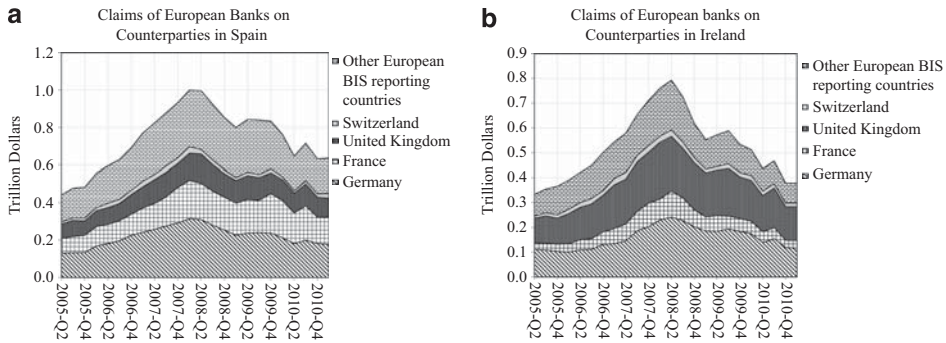 a
Claims of European Banks on
Counterparties in Spain
Trillion Dollars
1.2
1.0
0.8
0.6
0.4
0.2
0.0
2005-Q2
2005-Q4
2006-Q2
2006-Q4
2007-Q2
2007-Q4
2008-Q2
2008-Q4
2009-Q2
2009-Q4
2010-Q2
2010-Q4
Other European
BIS reporting
countries
Switzerland
United Kingdom
France
Germany
b
Claims of European banks on
Counterparties in Ireland
Trillion Dollars
0.9
0.8
0.7
0.6
0.5
0.4
0.3
0.2
0.1
0.0
2005-Q2
2005-Q4
2006-Q2
2006-Q4
2007-Q2
2007-Q4
2008-Q2
2008-Q4
2009-Q2
2009-Q4
2010-Q2
2010-Q4
Other European BIS
reporting countries
Switzerland
United Kingdom
France
Germany